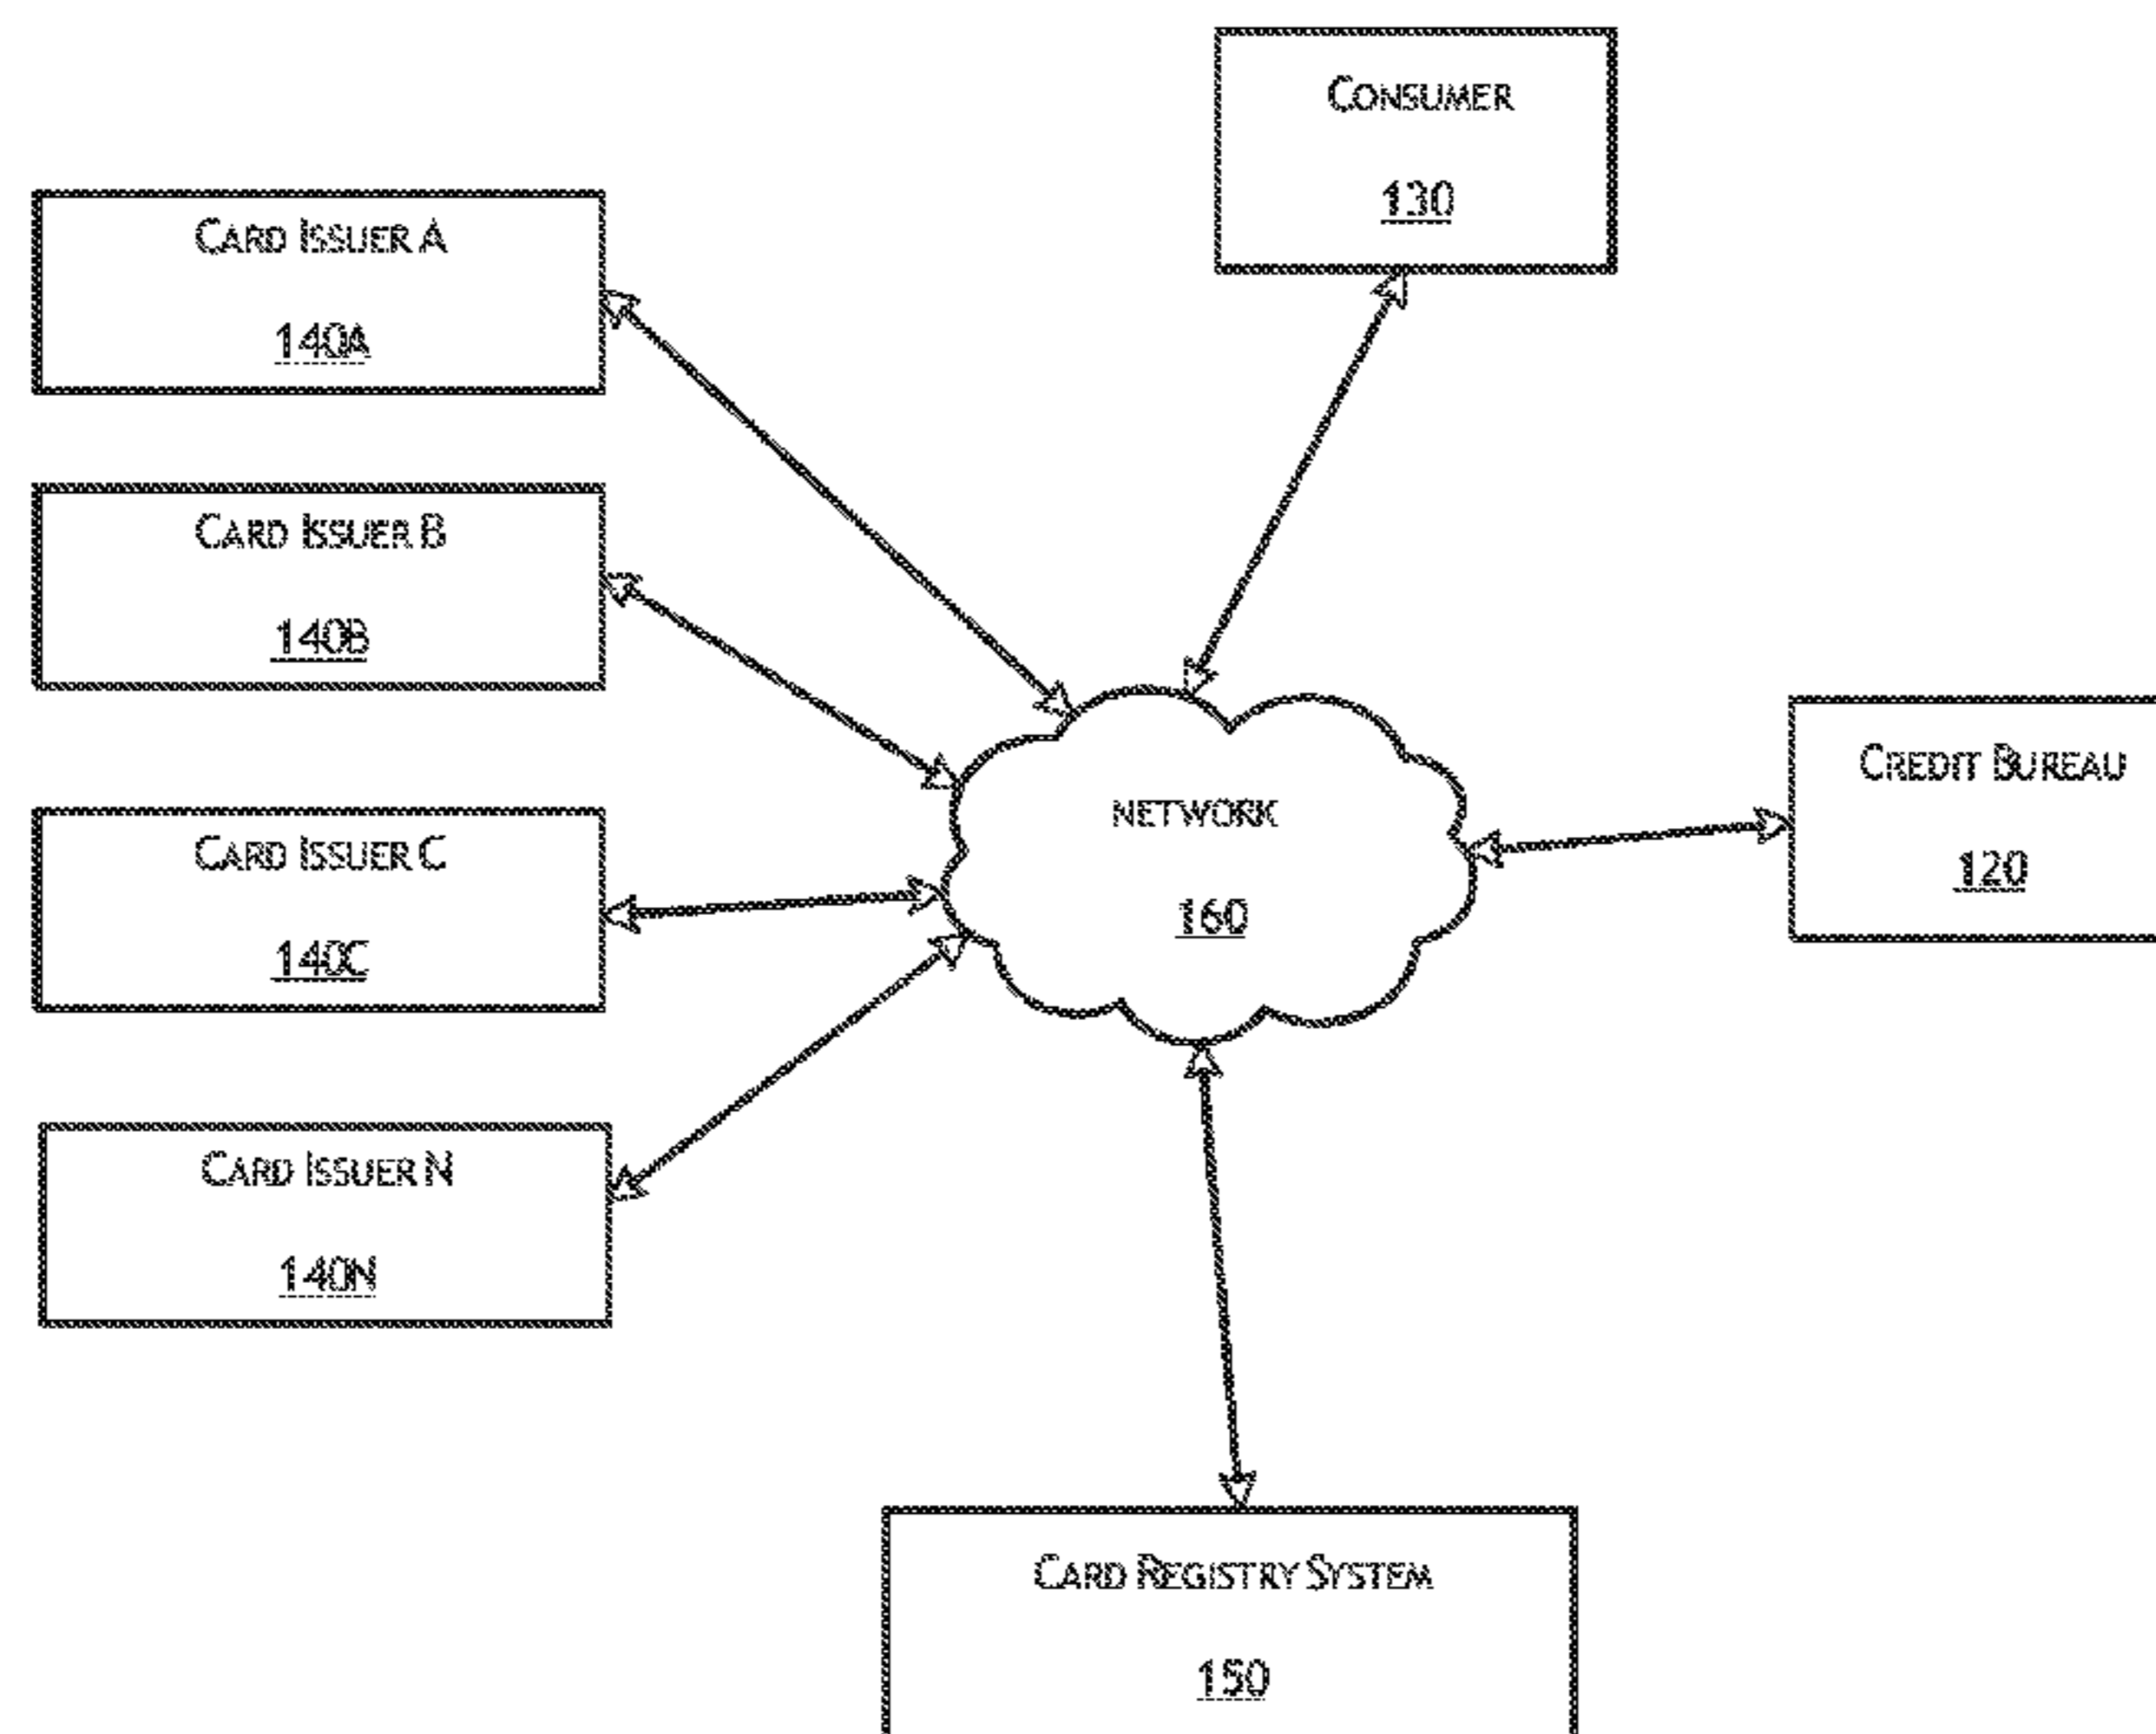 CONSUMER
130
CARD ISSUER A
140A
CARD ISSUER B
140B
CARD ISSUER C
140C
CARD ISSUER N
140N
NETWORK
160
CREDIT BUREAU
120
CARD REGISTRY SYSTEM
150